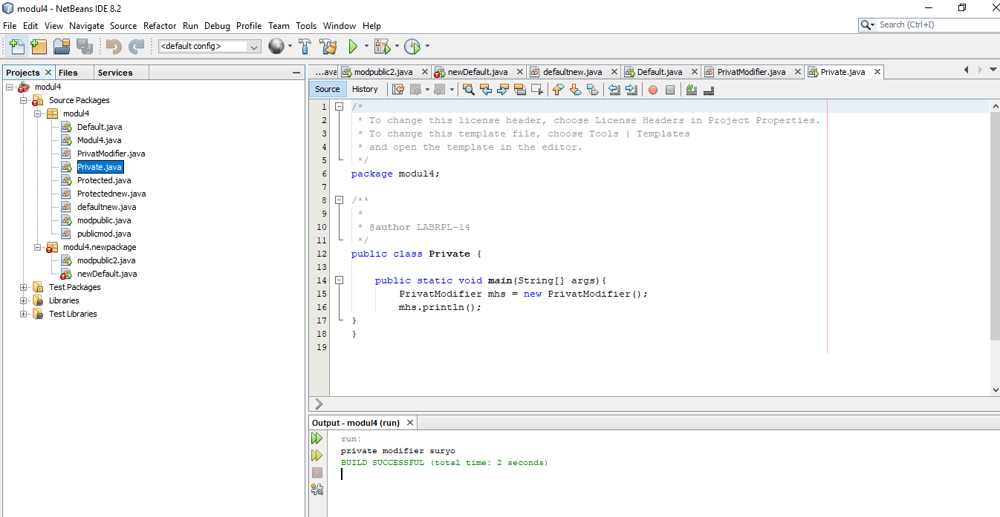 modul4 - NetBeans IDE 8.2
File Edit View Navigate Source Refactor Run Debug Profile Team Tools Window Help
Search (Ctrl+I)
<default config>
Projects Files Services
modul4
Source Packages
modul4
Default.java
Modul4.java
PrivatModifier.java
Private.java
Protected.java
Protectednew.java
defaultnew.java
modpublic.java
publicmod.java
modul4.newpackage
modpublic2.java
newDefault.java
Test Packages
Libraries
Test Libraries
...ava modpublic2.java newDefault.java defaultnew.java Default.java PrivatModifier.java Private.java
Source History
1 /*
2 * To change this license header, choose License Headers in Project Properties.
3 * To change this template file, choose Tools | Templates
4 * and open the template in the editor.
5 */
6 package modul4;
7
8 /**
9 *
10 * @author LABRPL-14
11 */
12 public class Private {
13
14 public static void main(String[] args){
15 PrivatModifier mhs = new PrivatModifier();
16 mhs.println();
17 }
18 }
19
Output - modul4 (run)
run:
private modifier suryo
BUILD SUCCESSFUL (total time: 2 seconds)